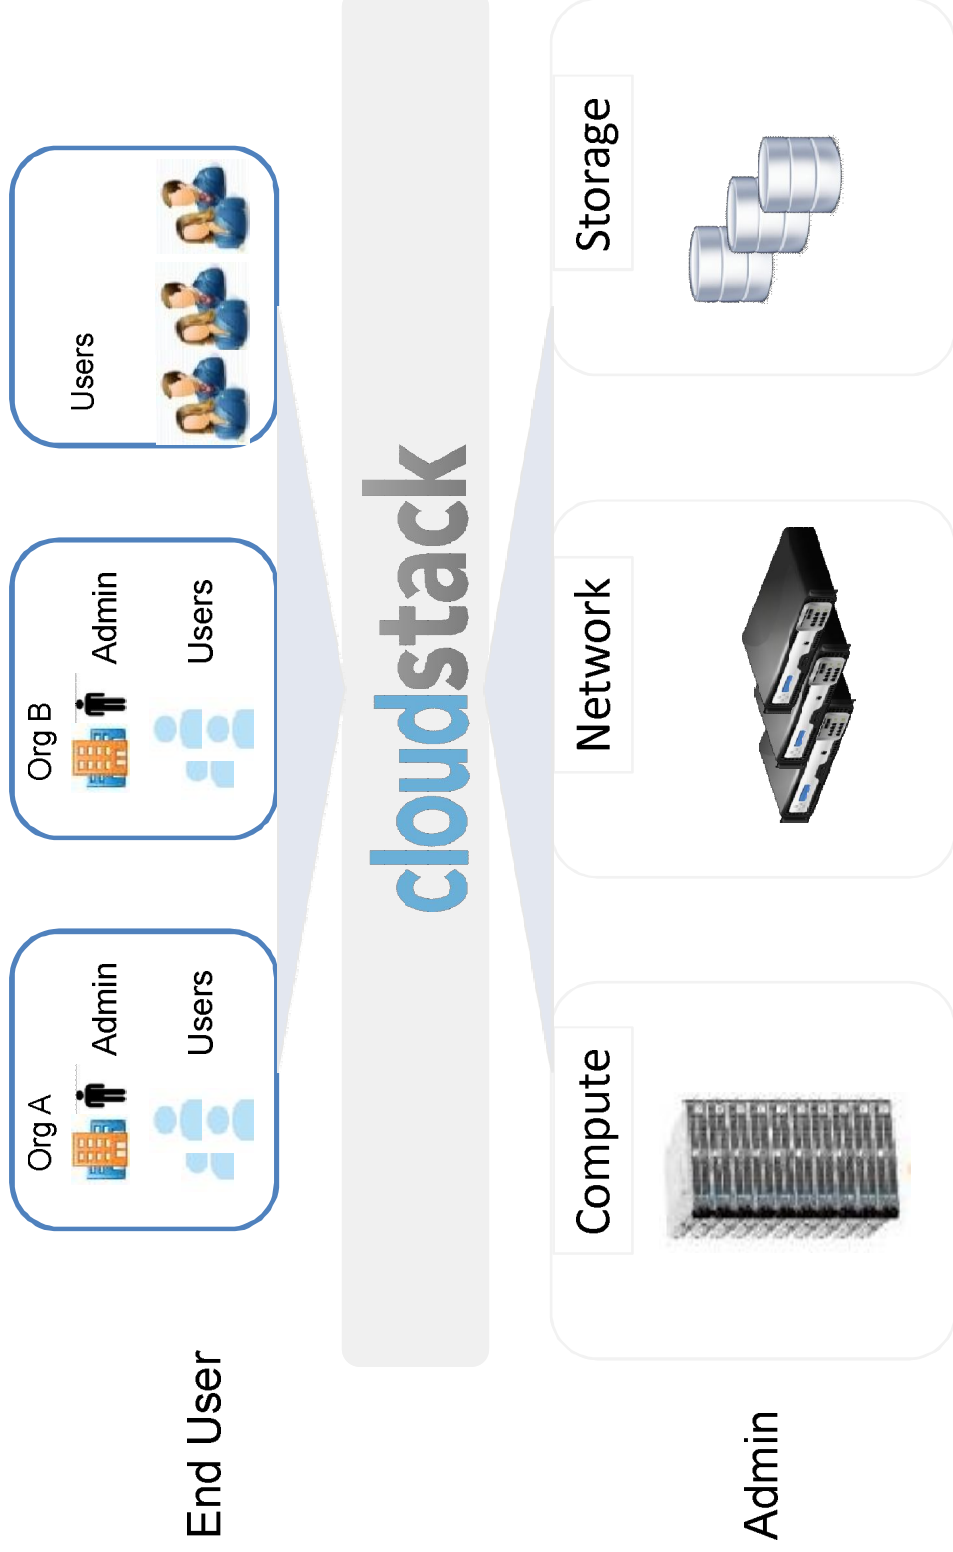 End User
Org A
Admin
Users
Org B
Admin
Users
Users
cloudstack
Admin
Compute
Network
Storage